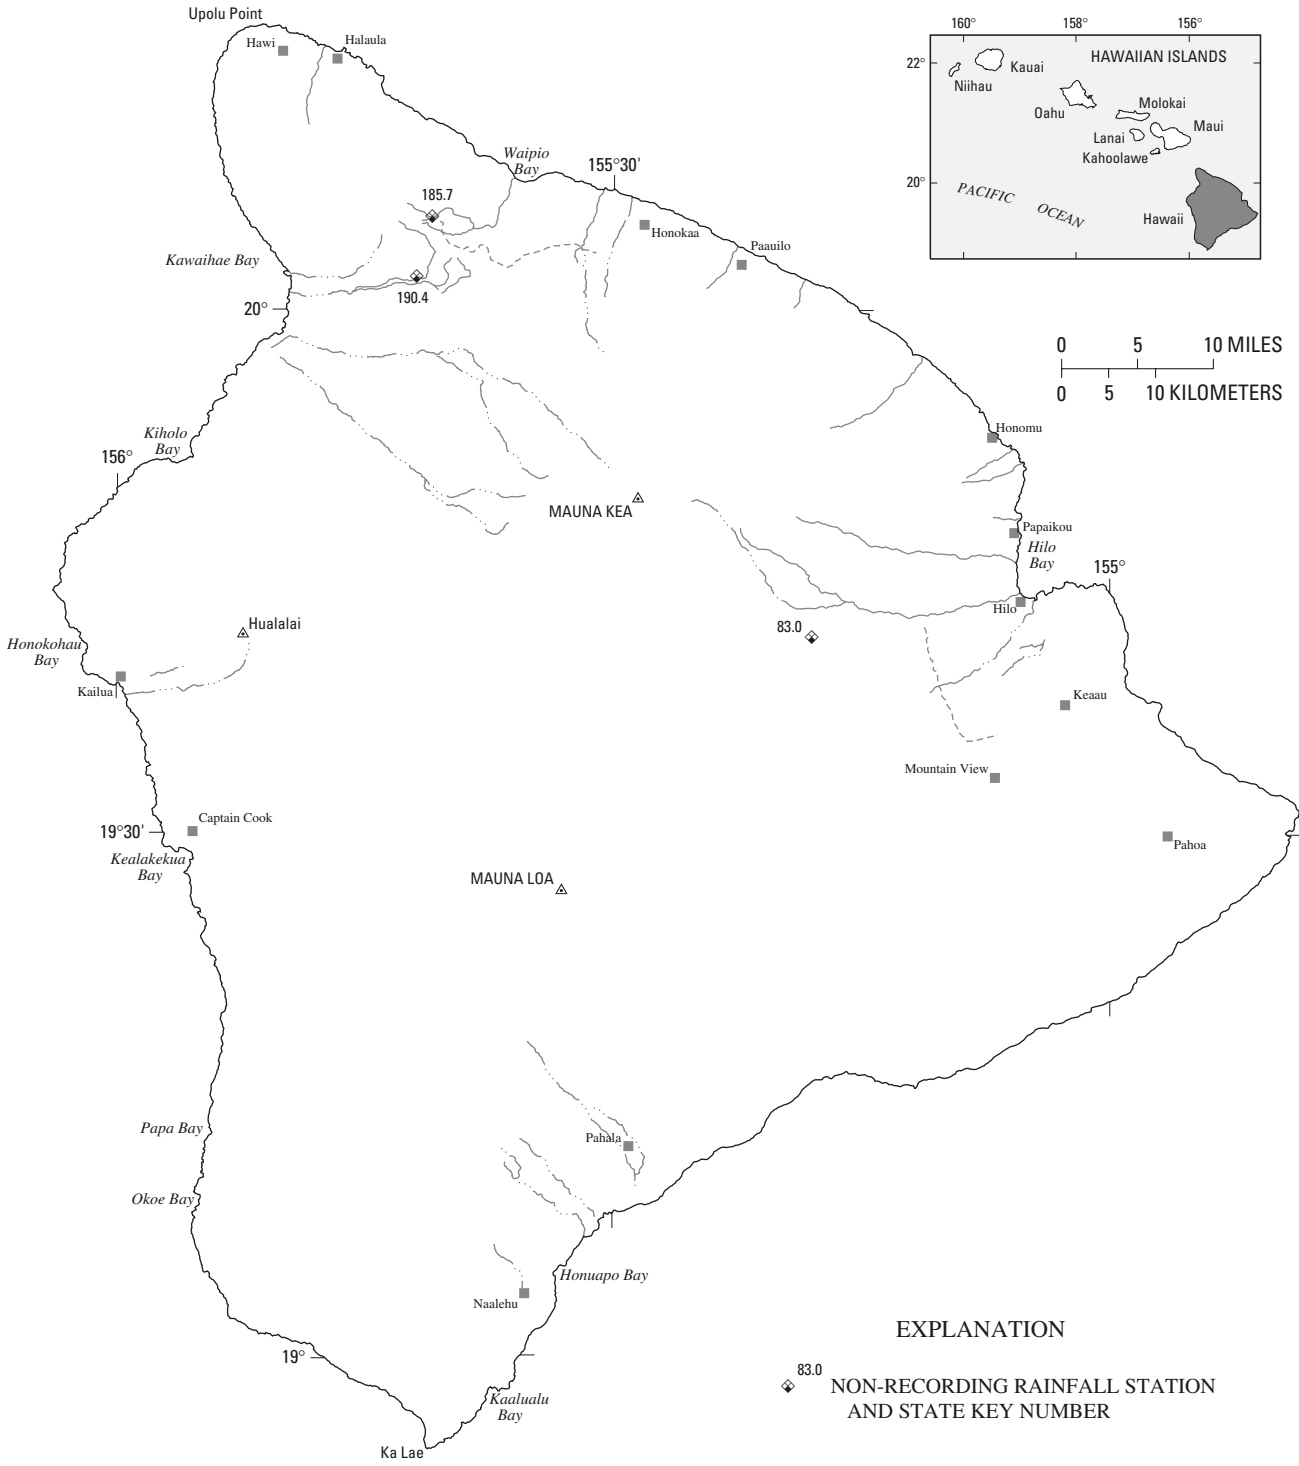 Upolu Point
Hawi
Halaula
160°
158°
156°
HAWAIIAN ISLANDS
22°
Niihau
Kauai
Oahu
Molokai
Lanai
Maui
Kahoolawe
20°
PACIFIC OCEAN
Hawaii
Waipio
Bay
155°30'
185.7
Honokaa
Paauilo
Kawaihae Bay
190.4
20°
0 5 10 MILES
0 5 10 KILOMETERS
Kiholo
Bay
156°
Honomu
MAUNA KEA
Papaikou
Hilo
Bay
155°
Hilo
83.0
Hualalai
Honokohau
Bay
Kailua
Keaau
Mountain View
Captain Cook
19°30'
Kealakekua
Bay
Pahoa
MAUNA LOA
Papa Bay
Pahala
Okoe Bay
Honuapo Bay
Naalehu
19°
Kaalualu
Bay
Ka Lae
EXPLANATION
83.0
NON-RECORDING RAINFALL STATION
AND STATE KEY NUMBER